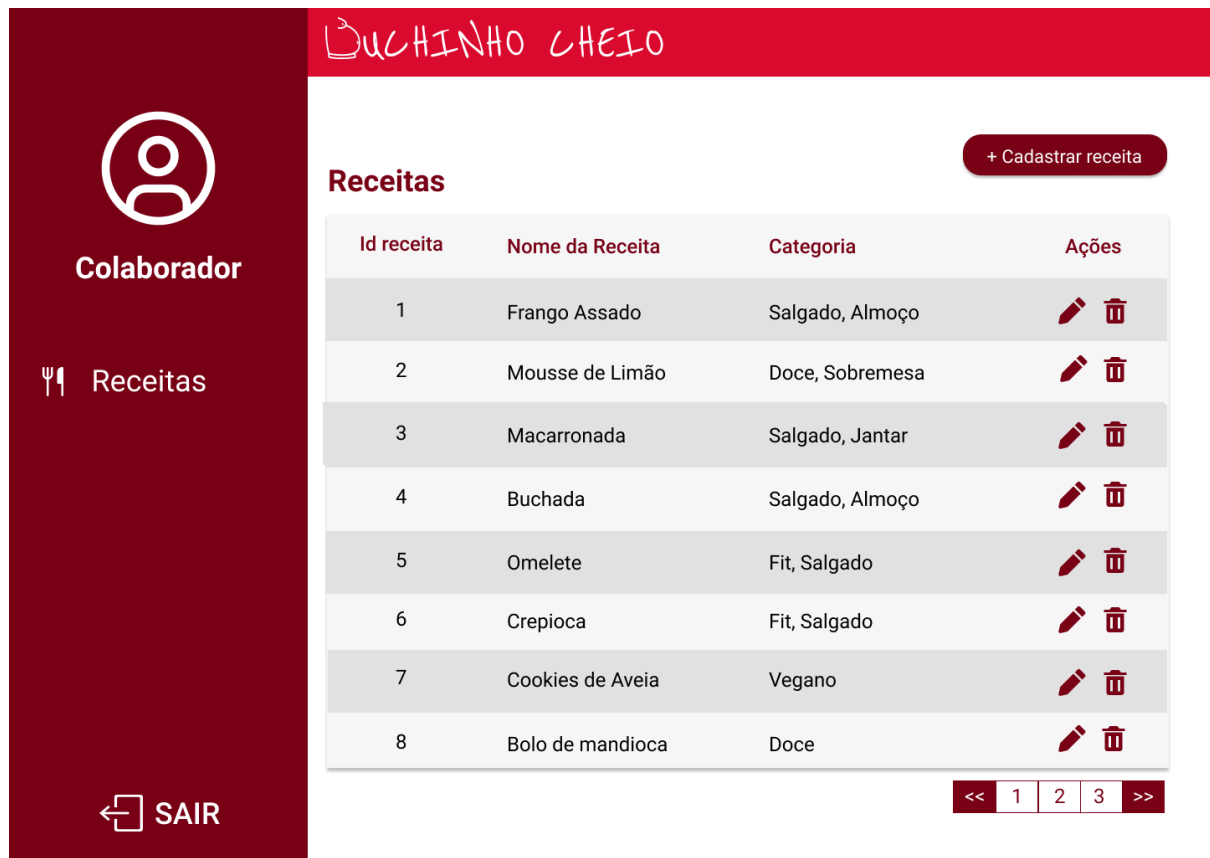 BUCHINHO CHEIO
Colaborador
Receitas
SAIR
+ Cadastrar receita
Receitas
Id receita Nome da Receita Categoria Ações
1 Frango Assado Salgado, Almoço
2 Mousse de Limão Doce, Sobremesa
3 Macarronada Salgado, Jantar
4 Buchada Salgado, Almoço
5 Omelete Fit, Salgado
6 Crepioca Fit, Salgado
7 Cookies de Aveia Vegano
8 Bolo de mandioca Doce
<< 1 2 3 >>